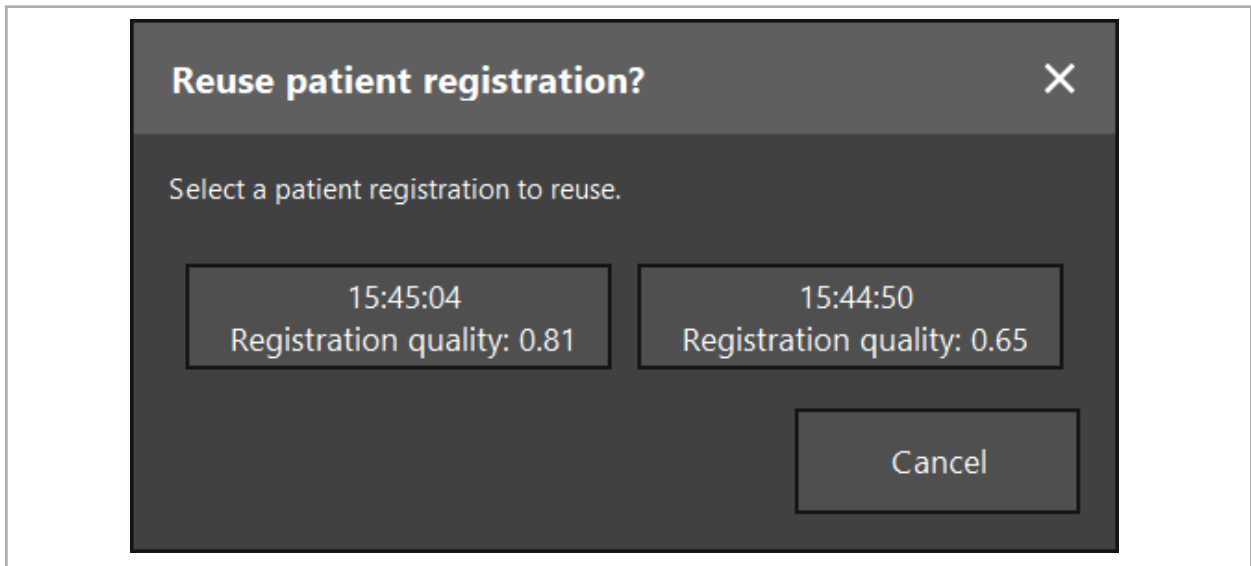 Reuse patient registration?
Select a patient registration to reuse.
15:45:04
Registration quality: 0.81
15:44:50
Registration quality: 0.65
Cancel